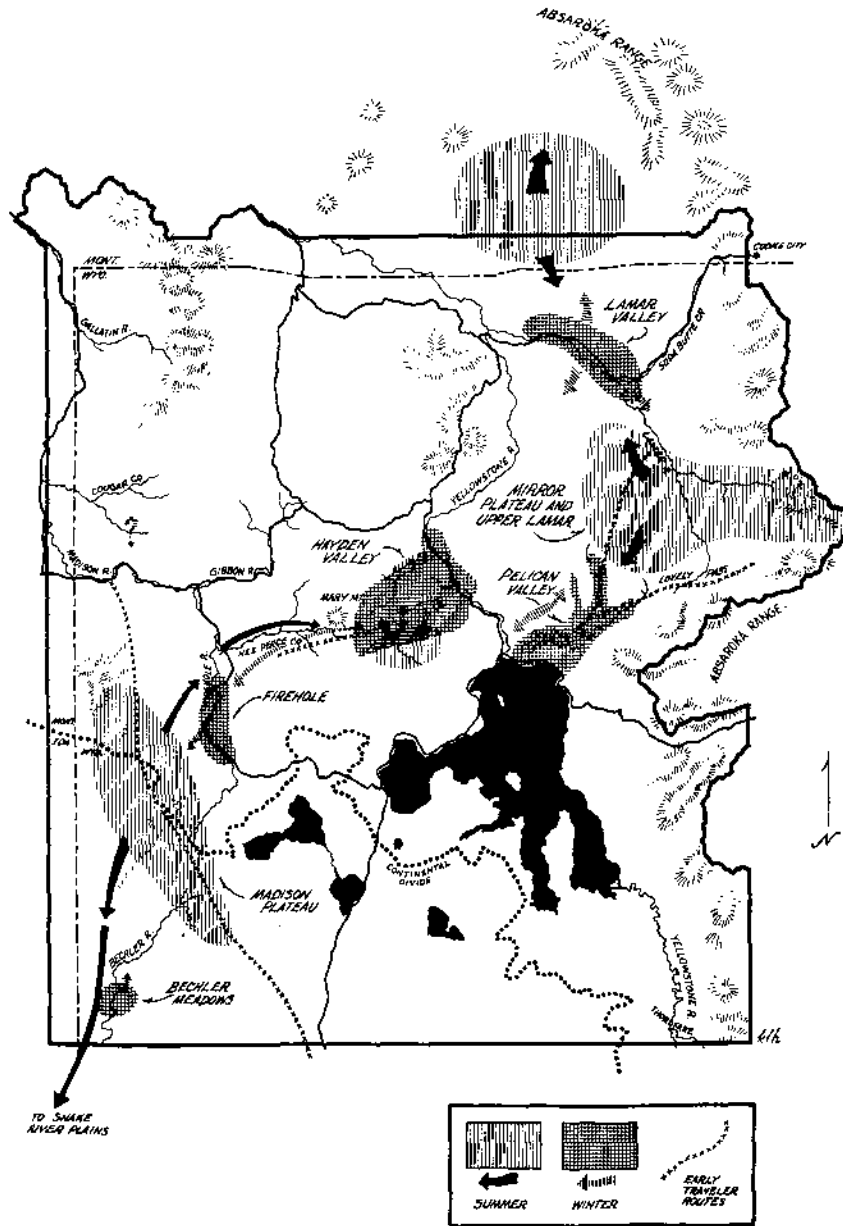 ABSAROKA RANGE
MONT.
WYO.
COOKE CITY
GALLATIN R.
LAMAR
VALLEY
SODA BUTTE CR.
YELLOWSTONE R.
COUGAR CR.
MIRROR
PLATEAU AND
UPPER LAMAR
MADISON R.
GIBBON R.
HAYDEN
VALLEY
PELICAN
VALLEY
LOVELY PASS
MARY MT.
NEZ PERCE CR.
ABSAROKA RANGE
FIREHOLE
MONT.
IDA
WYO.
N
CONTINENTAL
DIVIDE
MADISON
PLATEAU
BECHLER R.
BECHLER
MEADOWS
YELLOWSTONE R.
THOROFARE
klh
TO SNAKE
RIVER PLAINS
SUMMER
WINTER
EARLY
TRAVELER
ROUTES